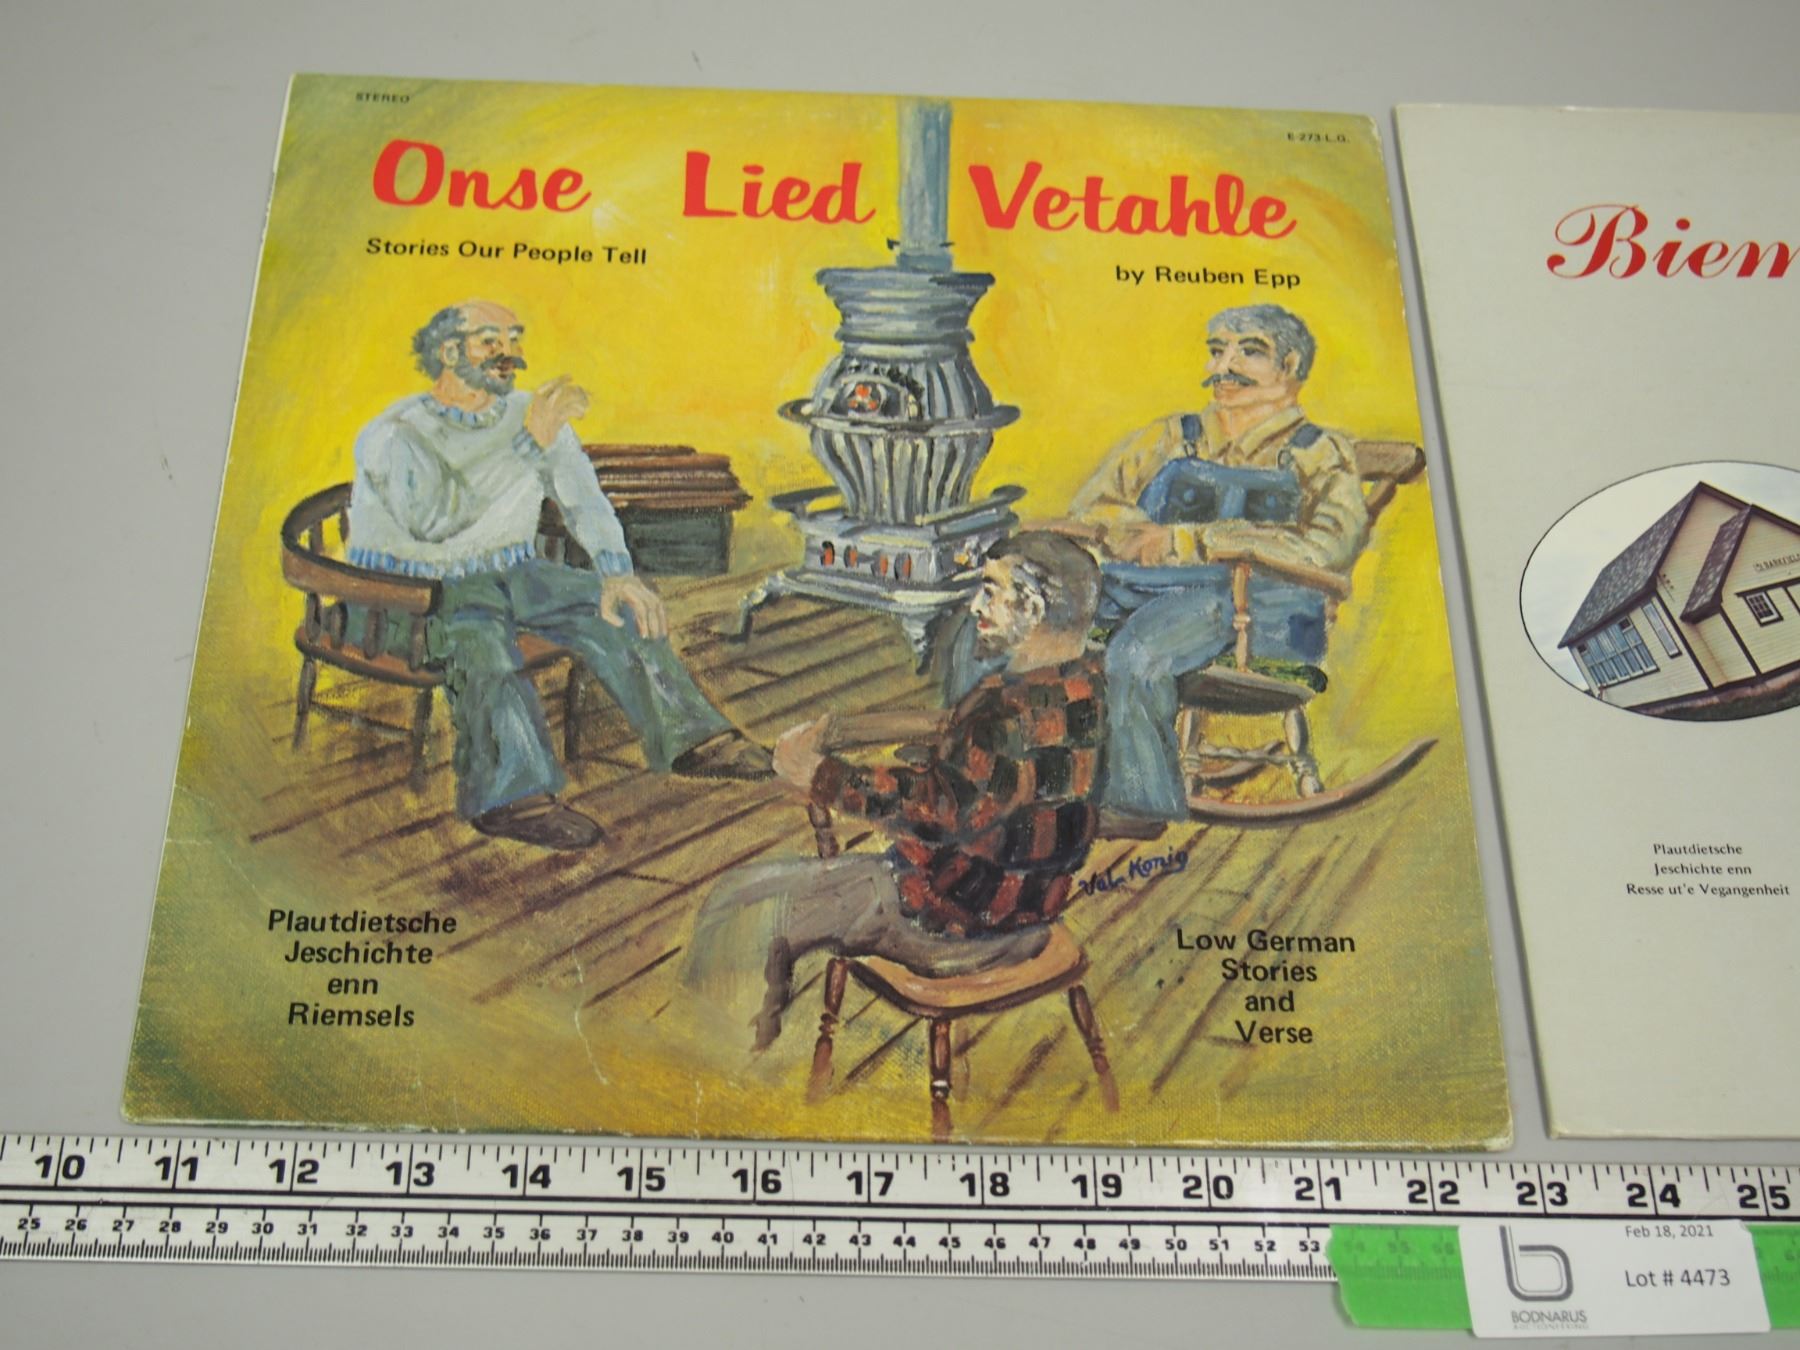 STEREO
E-273-L.G.
Onse Lied Vetahle
Stories Our People Tell
by Reuben Epp
Val Konig
Plautdietsche
Jeschichte
enn
Riemsels
Low German
Stories
and
Verse
Biem
Plautdietsche
Jeschichte enn
Resse ut'e Vegangenheit
10 11 12 13 14 15 16 17 18 19 20 21 22 23 24 25
25 26 27 28 29 30 31 32 33 34 35 36 37 38 39 40 41 42 43 44 45 46 47 48 49 50 51 52 53
Feb 18, 2021
Lot # 4473
b
BODNARUS
AUCTIONEERING